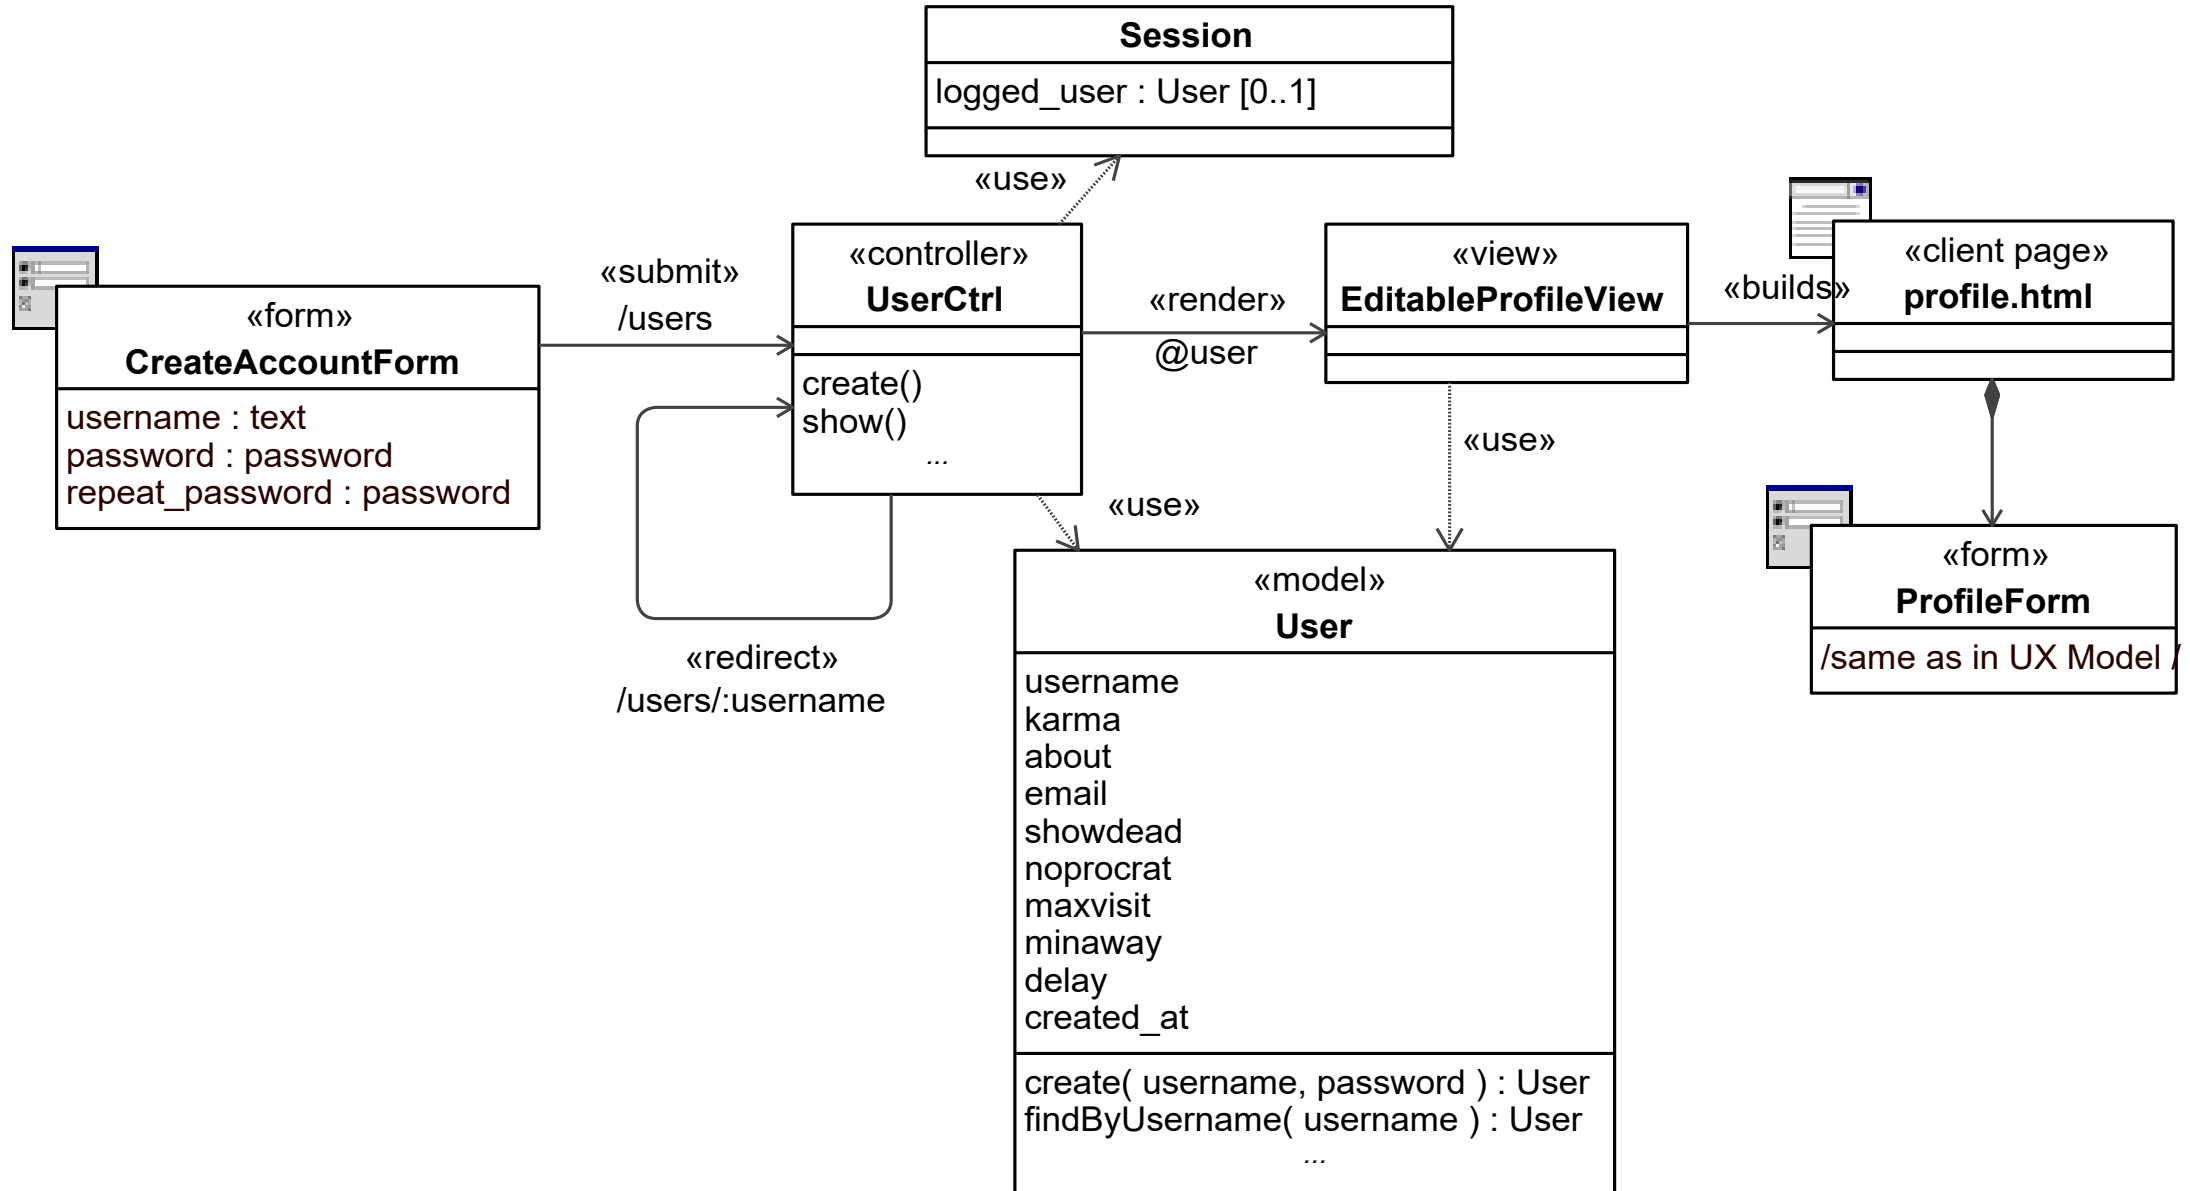 Session
logged_user : User [0..1]
«use»
«form»
CreateAccountForm
username : text
password : password
repeat_password : password
«submit»
/users
«controller»
UserCtrl
create()
show()
...
«redirect»
/users/:username
«render»
@user
«view»
EditableProfileView
«builds»
«client page»
profile.html
«use»
«use»
«form»
ProfileForm
/same as in UX Model /
«model»
User
username
karma
about
email
showdead
noprocrat
maxvisit
minaway
delay
created_at
create( username, password ) : User
findByUsername( username ) : User
...